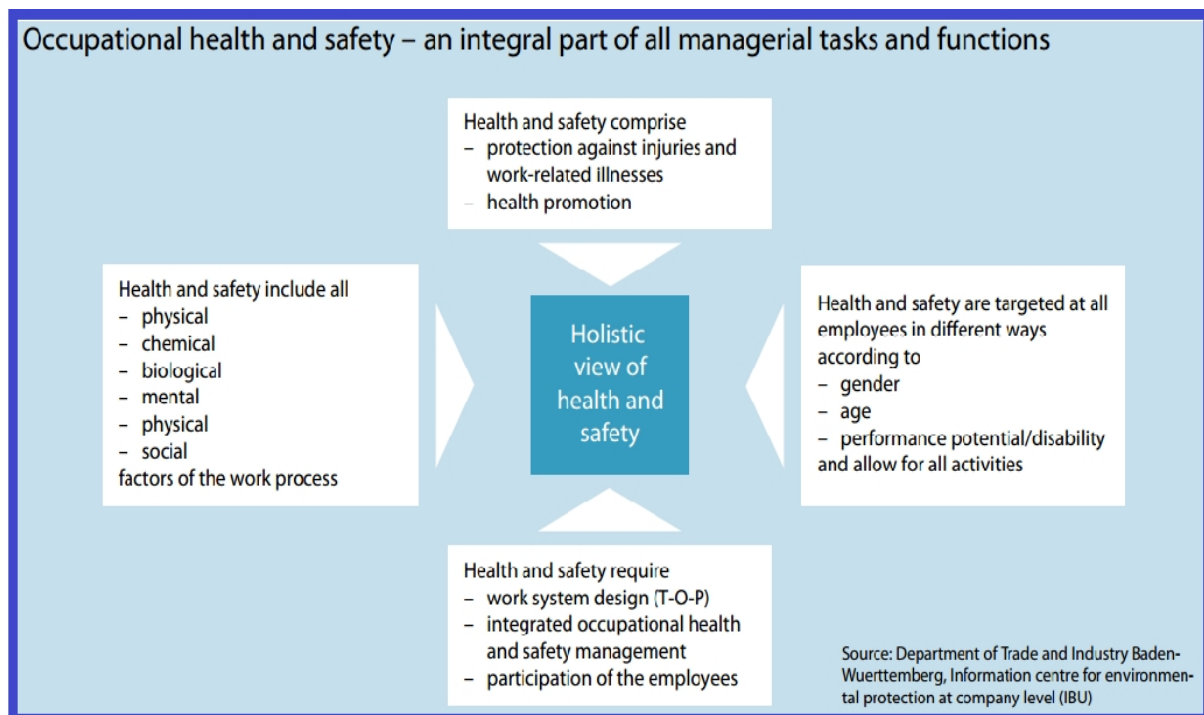 Occupational health and safety – an integral part of all managerial tasks and functions
Health and safety comprise
– protection against injuries and
work-related illnesses
– health promotion
Health and safety include all
– physical
– chemical
– biological
– mental
– physical
– social
factors of the work process
Holistic
view of
health and
safety
Health and safety are targeted at all
employees in different ways
according to
– gender
– age
– performance potential/disability
and allow for all activities
Health and safety require
– work system design (T-O-P)
– integrated occupational health
and safety management
– participation of the employees
Source: Department of Trade and Industry Baden-
Wuerttemberg, Information centre for environmen-
tal protection at company level (IBU)